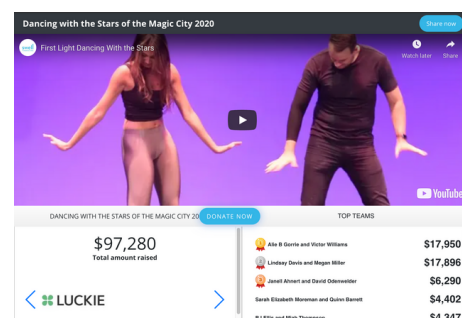 Dancing with the Stars of the Magic City 2020
Share now
First Light Dancing With the Stars
Watch later
Share
YouTube
DANCING WITH THE STARS OF THE MAGIC CITY 20
DONATE NOW
TOP TEAMS
$97,280
Total amount raised
LUCKIE
Alie B Gorrie and Victor Williams $17,950
Lindsay Davis and Megan Miller $17,896
Janell Ahnert and David Odenwelder $6,290
Sarah Elizabeth Moreman and Quinn Barrett $4,402
$4,347